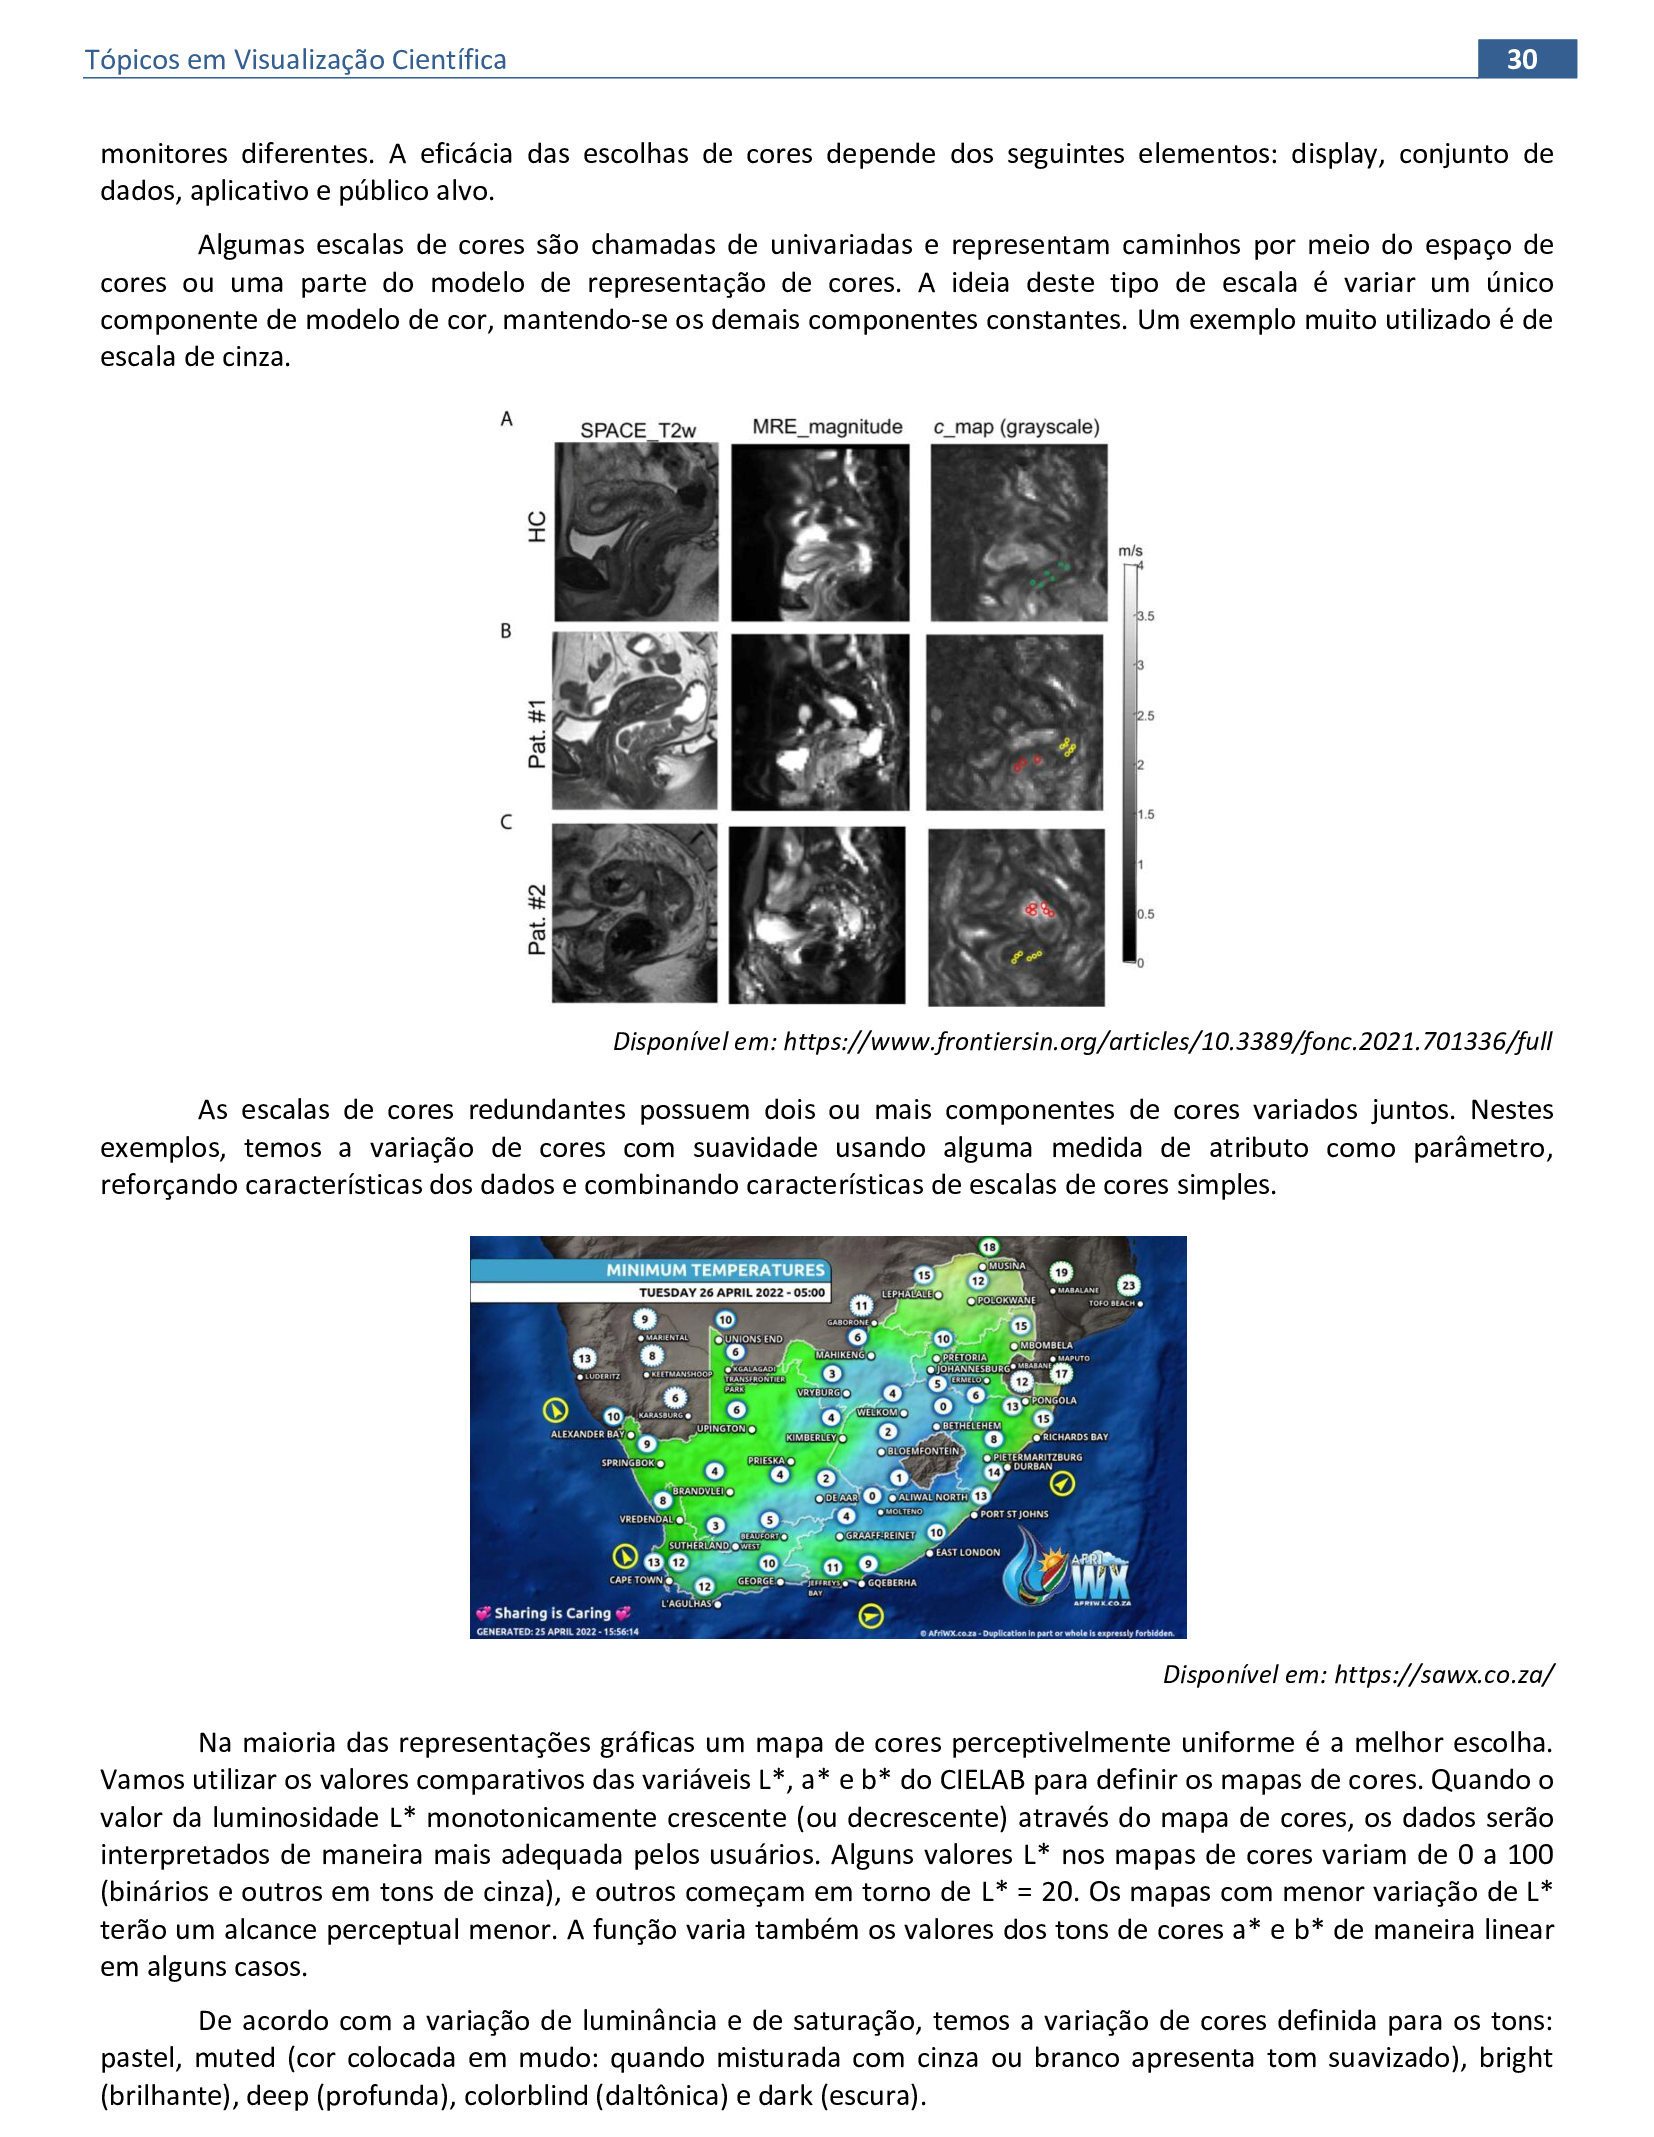 Tópicos em Visualização Científica
30
monitores diferentes. A eficácia das escolhas de cores depende dos seguintes elementos: display, conjunto de
dados, aplicativo e público alvo.
Algumas escalas de cores são chamadas de univariadas e representam caminhos por meio do espaço de
cores ou uma parte do modelo de representação de cores. A ideia deste tipo de escala é variar um único
componente de modelo de cor, mantendo-se os demais componentes constantes. Um exemplo muito utilizado é de
escala de cinza.
A
SPACE_T2w
MRE_magnitude
c_map (grayscale)
HC
m/s
4
3.5
3
2.5
2
1.5
1
0.5
0
B
Pat. #1
C
Pat. #2
Disponível em: https://www.frontiersin.org/articles/10.3389/fonc.2021.701336/full
As escalas de cores redundantes possuem dois ou mais componentes de cores variados juntos. Nestes
exemplos, temos a variação de cores com suavidade usando alguma medida de atributo como parâmetro,
reforçando características dos dados e combinando características de escalas de cores simples.
MINIMUM TEMPERATURES
TUESDAY 26 APRIL 2022 - 05:00
18
MUSINA
15
LEPHALALE
12
POLOKWANE
19
MABALANE
23
TOFO BEACH
11
GABORONE
9
MARIENTAL
10
UNIONS END
6
MAHIKENG
10
PRETORIA
15
MBOMBELA
13
LUDERITZ
8
KEETMANSHOOP
6
KGALAGADI
TRANSFRONTIER
PARK
JOHANNESBURG
MBABANE
MAPUTO
17
3
VRYBURG
5
ERMELO
12
6
KARASBURG
4
WELKOM
6
0
13
PONGOLA
10
ALEXANDER BAY
6
UPINGTON
4
KIMBERLEY
2
BETHLEHEM
15
RICHARDS BAY
9
SPRINGBOK
BLOEMFONTEIN
8
PIETERMARITZBURG
DURBAN
14
4
BRANDVLEI
PRIESKA
4
2
DE AAR
1
0
ALIWAL NORTH
13
PORT ST JOHNS
8
VREDENDAL
MOLTENO
3
SUTHERLAND
5
BEAUFORT
WEST
4
GRAAFF-REINET
10
EAST LONDON
13
12
CAPE TOWN
10
GEORGE
11
JEFFREYS
BAY
9
GQEBERHA
12
L'AGULHAS
AFRI
WX
AFRIWX.CO.ZA
Sharing is Caring
GENERATED: 25 APRIL 2022 - 15:56:14
© AfriWX.co.za - Duplication in part or whole is expressly forbidden.
Disponível em: https://sawx.co.za/
Na maioria das representações gráficas um mapa de cores perceptivelmente uniforme é a melhor escolha.
Vamos utilizar os valores comparativos das variáveis L*, a* e b* do CIELAB para definir os mapas de cores. Quando o
valor da luminosidade L* monotonicamente crescente (ou decrescente) através do mapa de cores, os dados serão
interpretados de maneira mais adequada pelos usuários. Alguns valores L* nos mapas de cores variam de 0 a 100
(binários e outros em tons de cinza), e outros começam em torno de L* = 20. Os mapas com menor variação de L*
terão um alcance perceptual menor. A função varia também os valores dos tons de cores a* e b* de maneira linear
em alguns casos.
De acordo com a variação de luminância e de saturação, temos a variação de cores definida para os tons:
pastel, muted (cor colocada em mudo: quando misturada com cinza ou branco apresenta tom suavizado), bright
(brilhante), deep (profunda), colorblind (daltônica) e dark (escura).